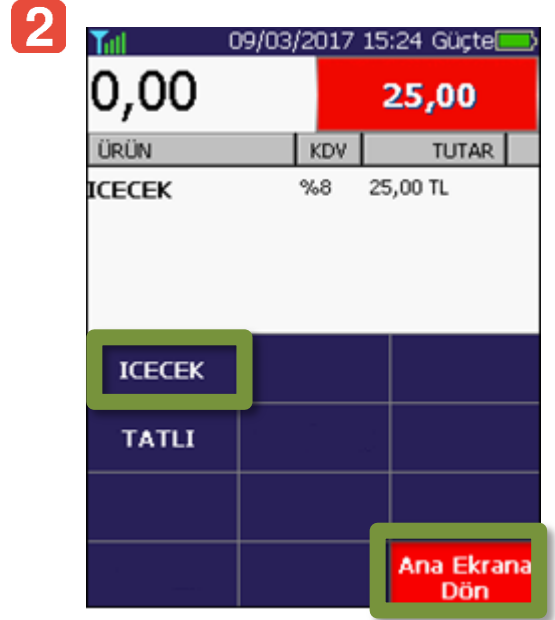 2
09/03/2017 15:24 Güçte
0,00
25,00
ÜRÜN KDV TUTAR
ICECEK %8 25,00 TL
ICECEK
TATLI
Ana Ekrana
Dön